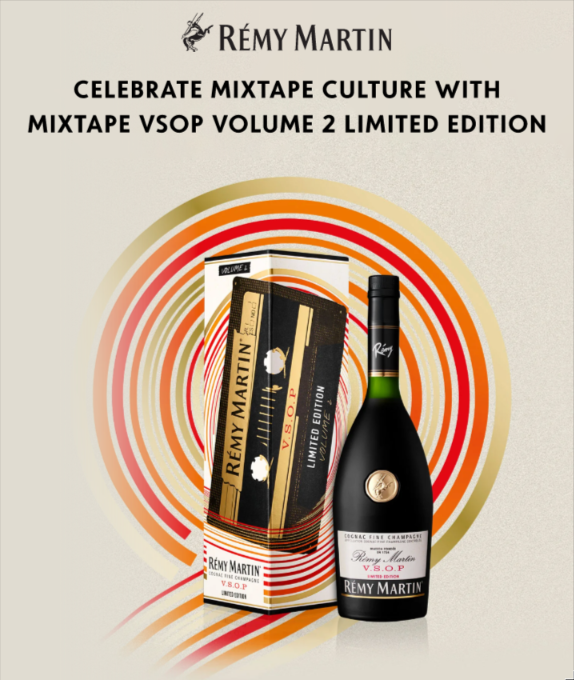 RÉMY MARTIN
CELEBRATE MIXTAPE CULTURE WITH
MIXTAPE VSOP VOLUME 2 LIMITED EDITION
VOLUME 2
RÉMY MARTIN
V.S.O.P
LIMITED EDITION
VOLUME 2
RÉMY MARTIN
COGNAC FINE CHAMPAGNE
V.S.O.P
LIMITED EDITION
Rémy
COGNAC FINE CHAMPAGNE
Rémy Martin
V.S.O.P
LIMITED EDITION
RÉMY MARTIN